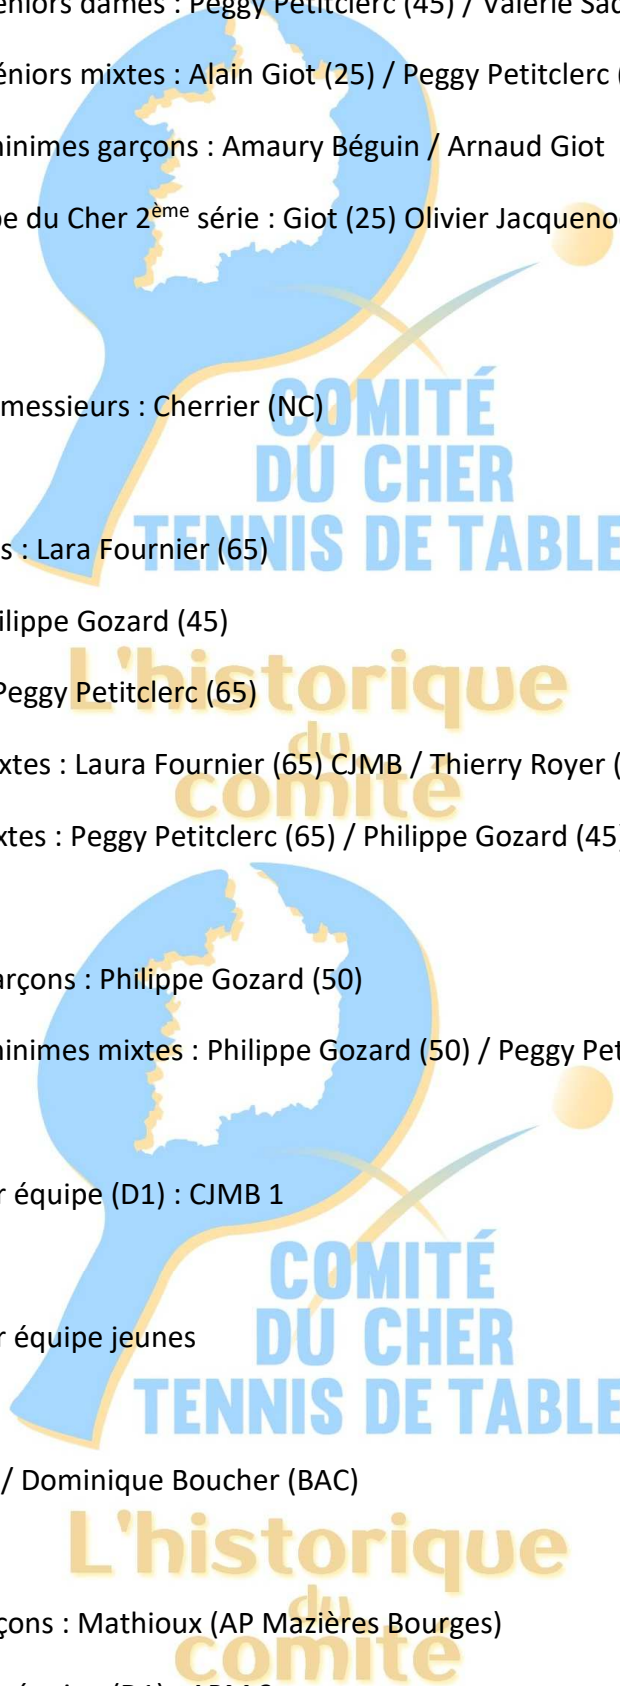 éniors dames : Peggy Petitclerc (45) / Valérie
éniors mixtes : Alain Giot (25) / Peggy Petitclerc (
inimes garçons : Amaury Béguin / Arnaud Giot
pe du Cher 2ème série : Giot (25) Olivier Jacqueno
messieurs : Cherrier (NC)
COMITÉ
DU CHER
TENNIS DE TABLE
s : Lara Fournier (65)
ilippe Gozard (45)
L'historique
Peggy Petitclerc (65)
du
xtes : Laura Fournier (65) CJMB / Thierry Royer (
comité
xtes : Peggy Petitclerc (65) / Philippe Gozard (45)
arçons : Philippe Gozard (50)
inimes mixtes : Philippe Gozard (50) / Peggy Pet
r équipe (D1) : CJMB 1
COMITÉ
DU CHER
r équipe jeunes
TENNIS DE TABLE
/ Dominique Boucher (BAC)
L'historique
du
çons : Mathioux (AP Mazières Bourges)
comité